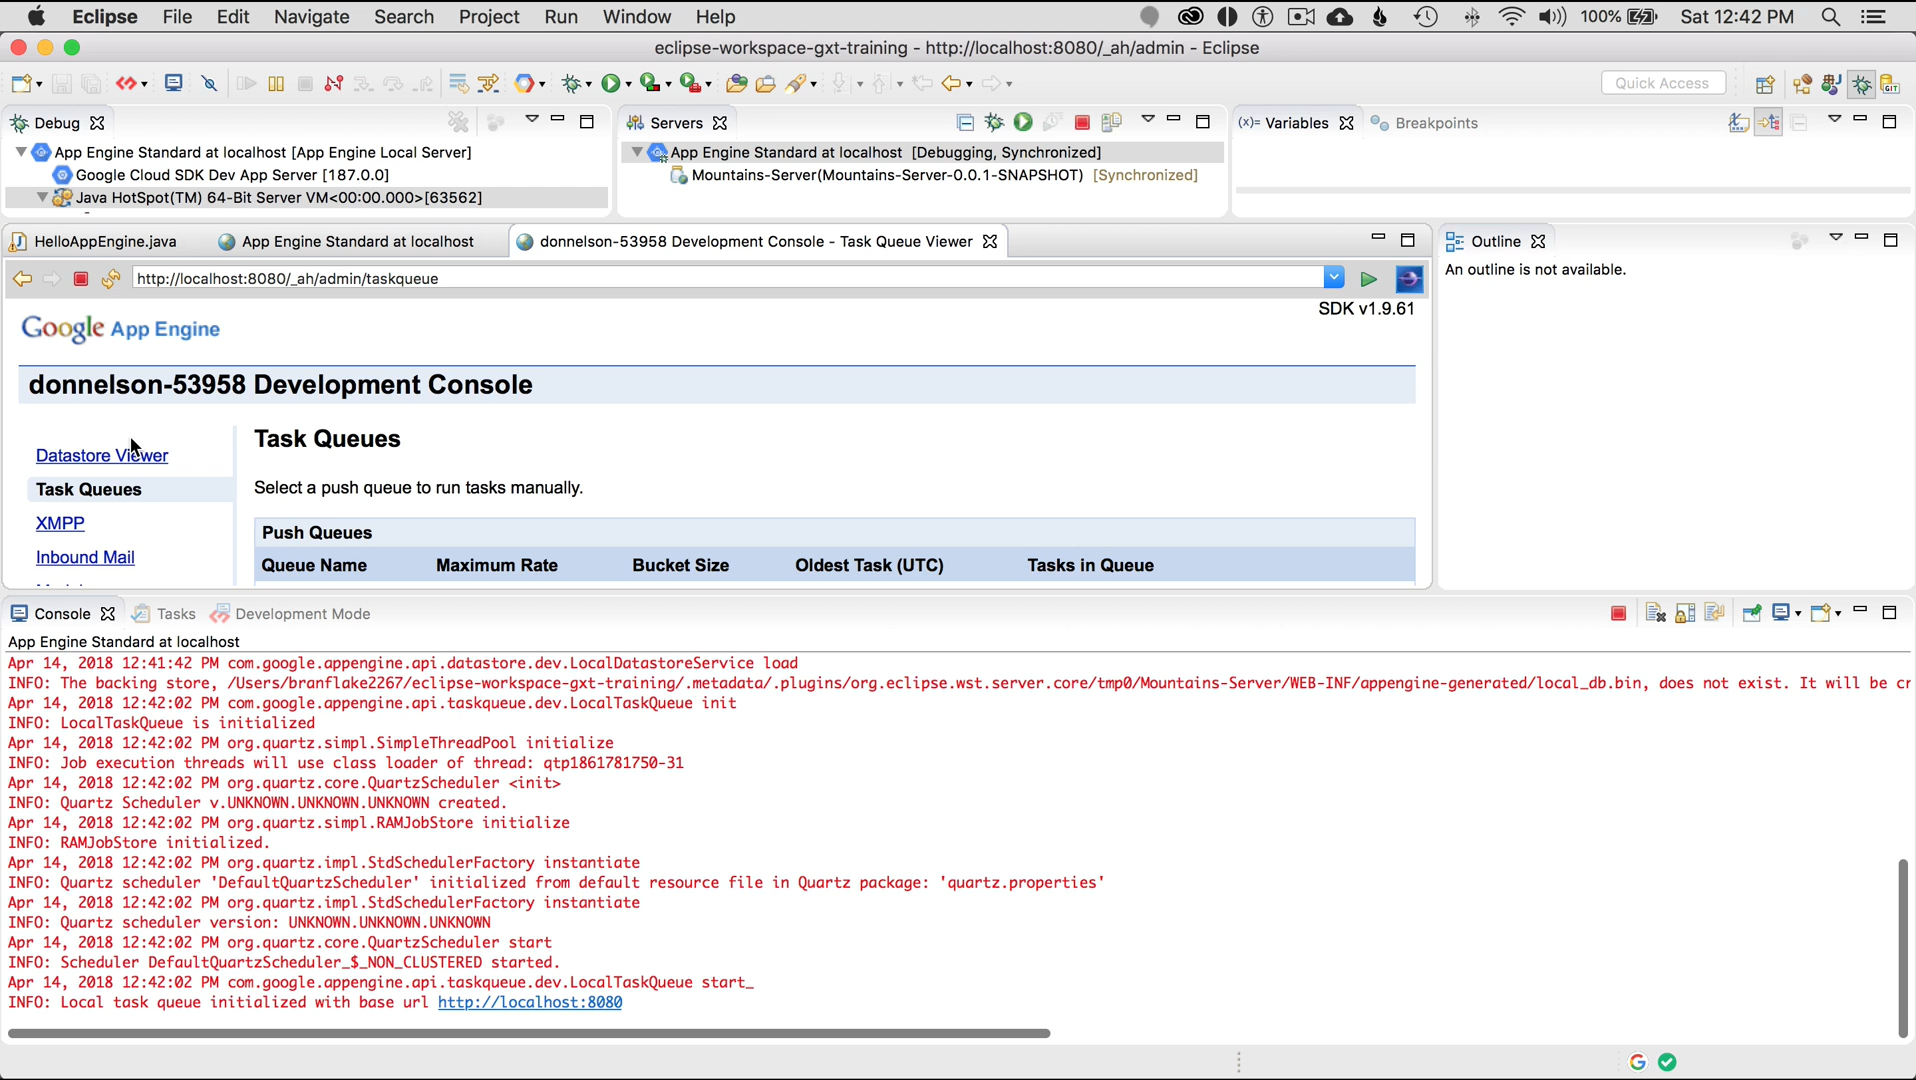 Eclipse File Edit Navigate Search Project Run Window Help 100% Sat 12:42 PM
eclipse-workspace-gxt-training - http://localhost:8080/_ah/admin - Eclipse
Quick Access
Debug Servers (x)= Variables Breakpoints
App Engine Standard at localhost [App Engine Local Server]
Google Cloud SDK Dev App Server [187.0.0]
Java HotSpot(TM) 64-Bit Server VM<00:00.000>[63562]
App Engine Standard at localhost [Debugging, Synchronized]
Mountains-Server(Mountains-Server-0.0.1-SNAPSHOT) [Synchronized]
HelloAppEngine.java App Engine Standard at localhost donnelson-53958 Development Console - Task Queue Viewer
Outline
An outline is not available.
http://localhost:8080/_ah/admin/taskqueue
SDK v1.9.61
Google App Engine
donnelson-53958 Development Console
Datastore Viewer
Task Queues
XMPP
Inbound Mail
Task Queues
Select a push queue to run tasks manually.
Push Queues
Queue Name Maximum Rate Bucket Size Oldest Task (UTC) Tasks in Queue
Console Tasks Development Mode
App Engine Standard at localhost
Apr 14, 2018 12:41:42 PM com.google.appengine.api.datastore.dev.LocalDatastoreService load
INFO: The backing store, /Users/branflake2267/eclipse-workspace-gxt-training/.metadata/.plugins/org.eclipse.wst.server.core/tmp0/Mountains-Server/WEB-INF/appengine-generated/local_db.bin, does not exist. It will be cr
Apr 14, 2018 12:42:02 PM com.google.appengine.api.taskqueue.dev.LocalTaskQueue init
INFO: LocalTaskQueue is initialized
Apr 14, 2018 12:42:02 PM org.quartz.simpl.SimpleThreadPool initialize
INFO: Job execution threads will use class loader of thread: qtp1861781750-31
Apr 14, 2018 12:42:02 PM org.quartz.core.QuartzScheduler <init>
INFO: Quartz Scheduler v.UNKNOWN.UNKNOWN.UNKNOWN created.
Apr 14, 2018 12:42:02 PM org.quartz.simpl.RAMJobStore initialize
INFO: RAMJobStore initialized.
Apr 14, 2018 12:42:02 PM org.quartz.impl.StdSchedulerFactory instantiate
INFO: Quartz scheduler 'DefaultQuartzScheduler' initialized from default resource file in Quartz package: 'quartz.properties'
Apr 14, 2018 12:42:02 PM org.quartz.impl.StdSchedulerFactory instantiate
INFO: Quartz scheduler version: UNKNOWN.UNKNOWN.UNKNOWN
Apr 14, 2018 12:42:02 PM org.quartz.core.QuartzScheduler start
INFO: Scheduler DefaultQuartzScheduler_$_NON_CLUSTERED started.
Apr 14, 2018 12:42:02 PM com.google.appengine.api.taskqueue.dev.LocalTaskQueue start_
INFO: Local task queue initialized with base url http://localhost:8080